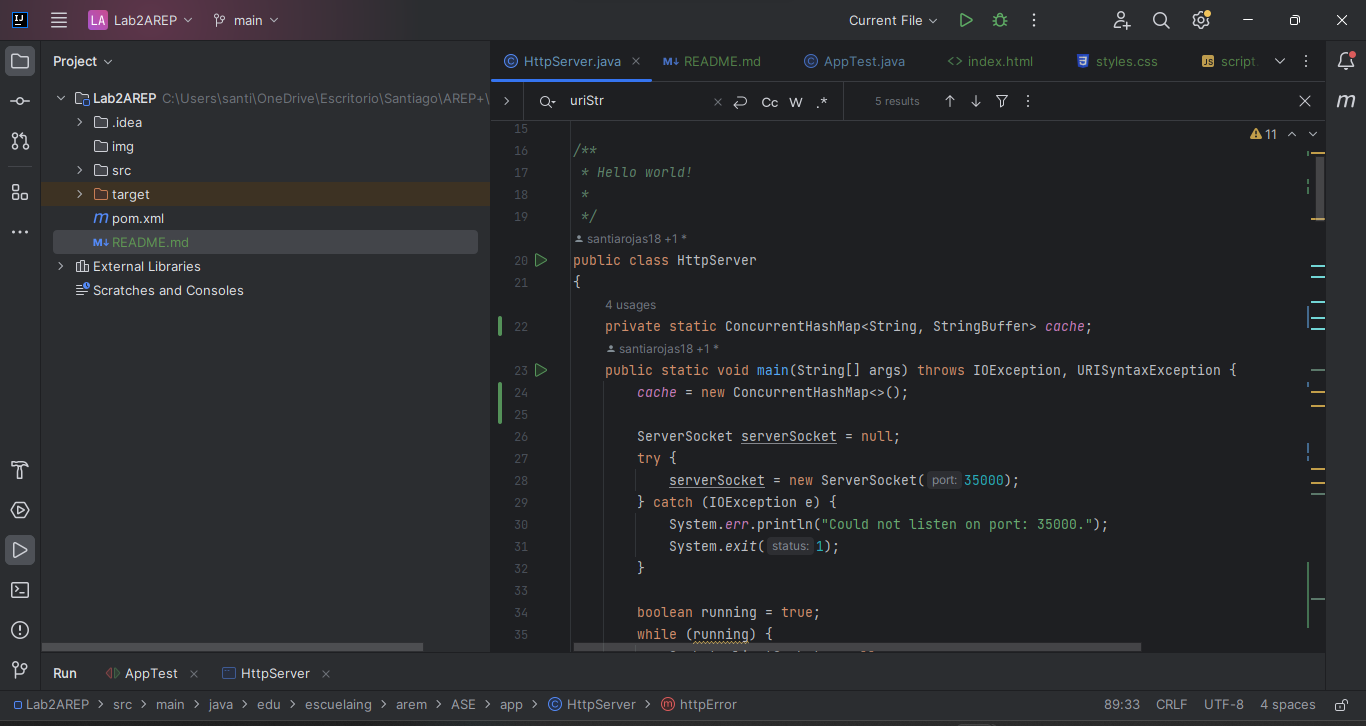 LA Lab2AREP main Current File
Project
HttpServer.java README.md AppTest.java index.html styles.css script
Lab2AREP C:\Users\santi\OneDrive\Escritorio\Santiago\AREP+\
uriStr Cc W .* 5 results
.idea
img
src
target
pom.xml
README.md
External Libraries
Scratches and Consoles
11
15
16 /**
17 * Hello world!
18 *
19 */
santiarojas18 +1 *
20 public class HttpServer
21 {
4 usages
22 private static ConcurrentHashMap<String, StringBuffer> cache;
santiarojas18 +1 *
23 public static void main(String[] args) throws IOException, URISyntaxException {
24 cache = new ConcurrentHashMap<>();
25
26 ServerSocket serverSocket = null;
27 try {
28 serverSocket = new ServerSocket( port: 35000);
29 } catch (IOException e) {
30 System.err.println("Could not listen on port: 35000.");
31 System.exit( status: 1);
32 }
33
34 boolean running = true;
35 while (running) {
Run AppTest HttpServer
Lab2AREP > src > main > java > edu > escuelaing > arem > ASE > app > HttpServer > httpError 89:33 CRLF UTF-8 4 spaces